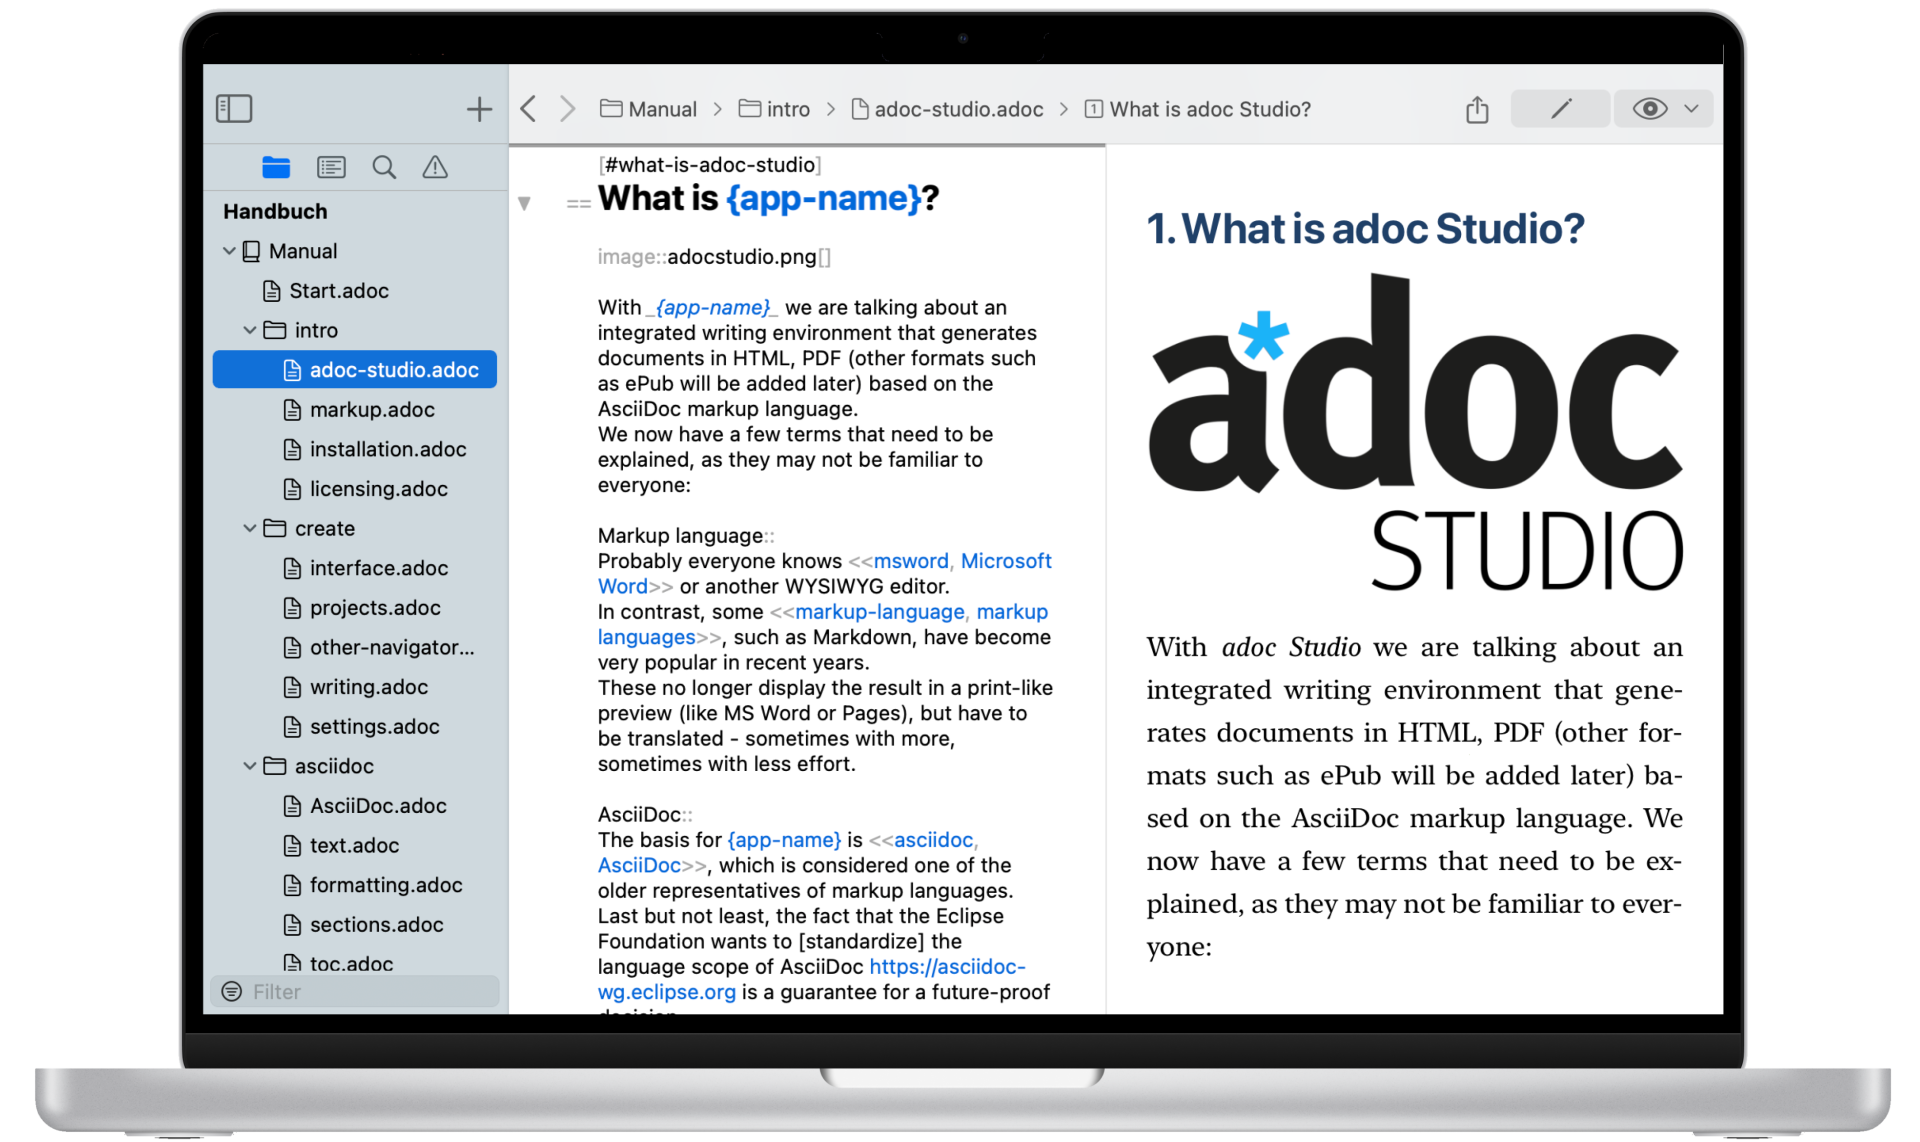 Manual > intro > adoc-studio.adoc > 1 What is adoc Studio?
Handbuch
Manual
Start.adoc
intro
adoc-studio.adoc
markup.adoc
installation.adoc
licensing.adoc
create
interface.adoc
projects.adoc
other-navigator...
writing.adoc
settings.adoc
asciidoc
AsciiDoc.adoc
text.adoc
formatting.adoc
sections.adoc
toc.adoc
Filter
[#what-is-adoc-studio]
== What is {app-name}?
image::adocstudio.png[]
With _{app-name}_ we are talking about an
integrated writing environment that generates
documents in HTML, PDF (other formats such
as ePub will be added later) based on the
AsciiDoc markup language.
We now have a few terms that need to be
explained, as they may not be familiar to
everyone:
Markup language::
Probably everyone knows <<msword, Microsoft
Word>> or another WYSIWYG editor.
In contrast, some <<markup-language, markup
languages>>, such as Markdown, have become
very popular in recent years.
These no longer display the result in a print-like
preview (like MS Word or Pages), but have to
be translated - sometimes with more,
sometimes with less effort.
AsciiDoc::
The basis for {app-name} is <<asciidoc,
AsciiDoc>>, which is considered one of the
older representatives of markup languages.
Last but not least, the fact that the Eclipse
Foundation wants to [standardize] the
language scope of AsciiDoc https://asciidoc-
wg.eclipse.org is a guarantee for a future-proof
1. What is adoc Studio?
a*doc
STUDIO
With adoc Studio we are talking about an
integrated writing environment that gene-
rates documents in HTML, PDF (other for-
mats such as ePub will be added later) ba-
sed on the AsciiDoc markup language. We
now have a few terms that need to be ex-
plained, as they may not be familiar to ever-
yone: